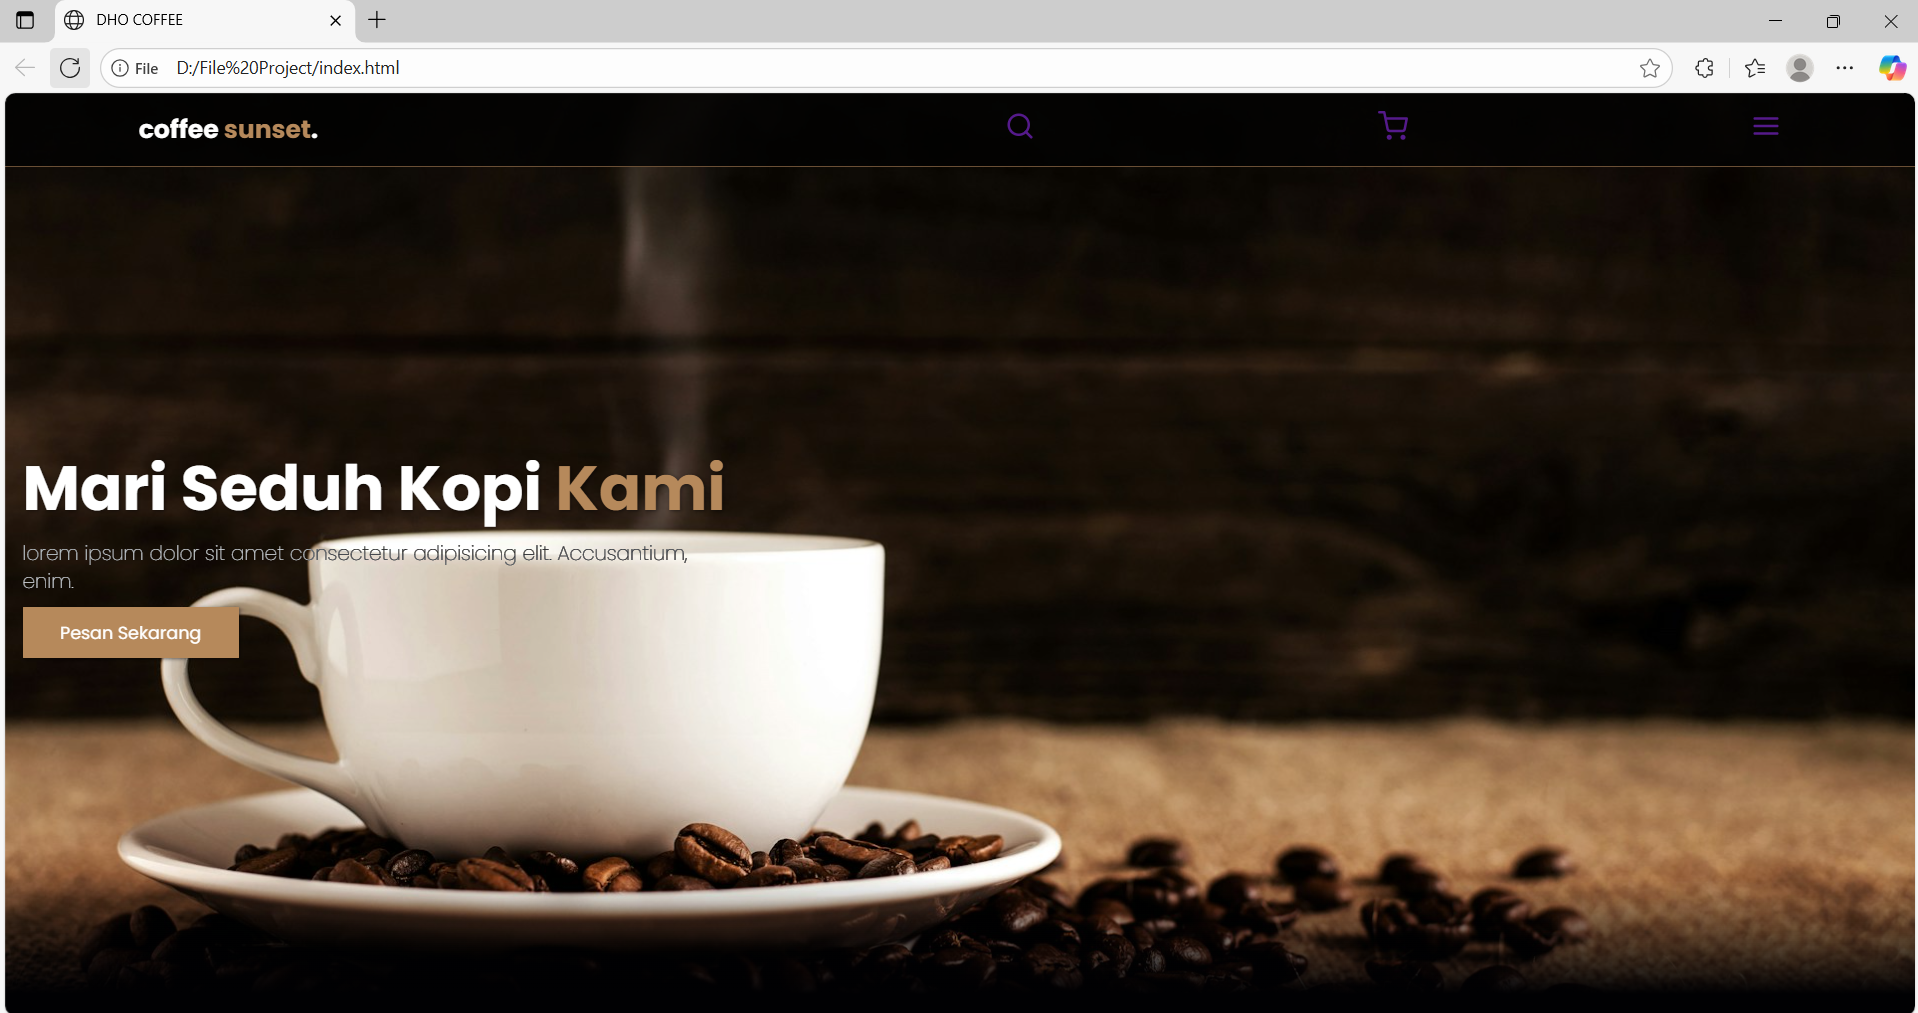 DHO COFFEE
File D:/File%20Project/index.html
coffee sunset.
Mari Seduh Kopi Kami
lorem ipsum dolor sit amet consectetur adipisicing elit. Accusantium,
enim.
Pesan Sekarang